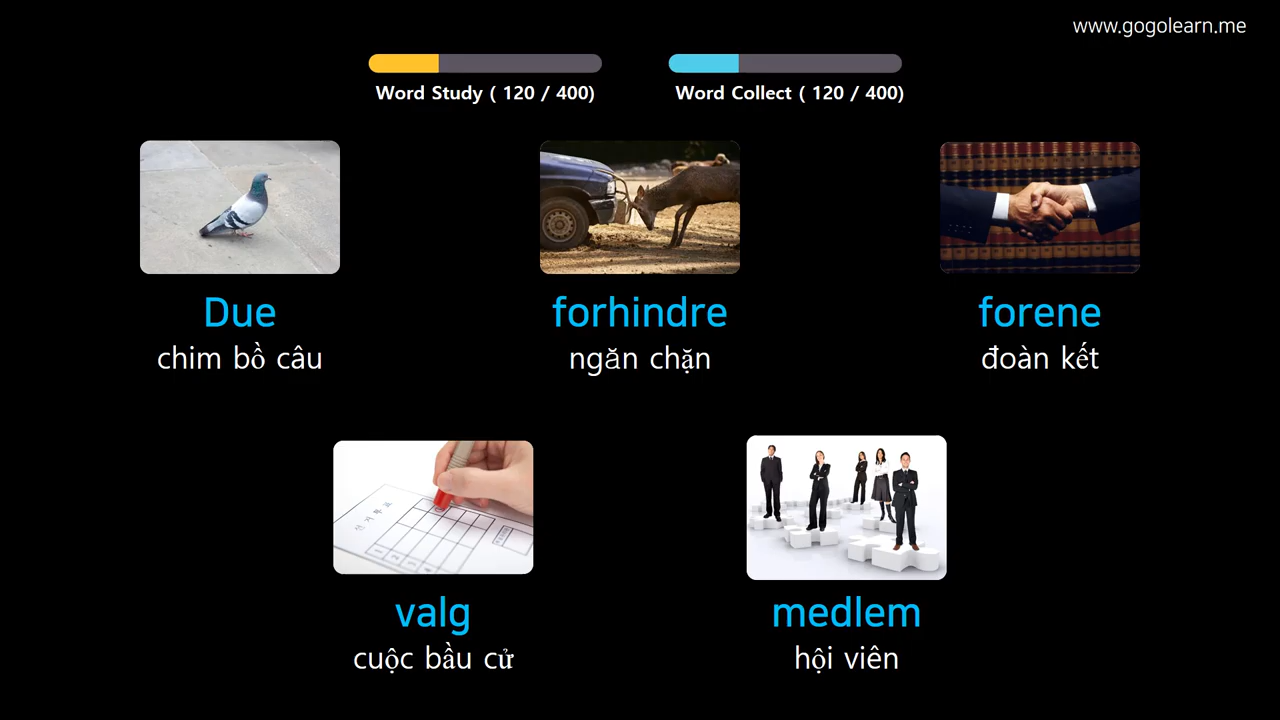 www.gogolearn.me
Word Study ( 120 / 400)
Word Collect ( 120 / 400)
Due
chim bồ câu
forhindre
ngăn chặn
forene
đoàn kết
valg
cuộc bầu cử
medlem
hội viên